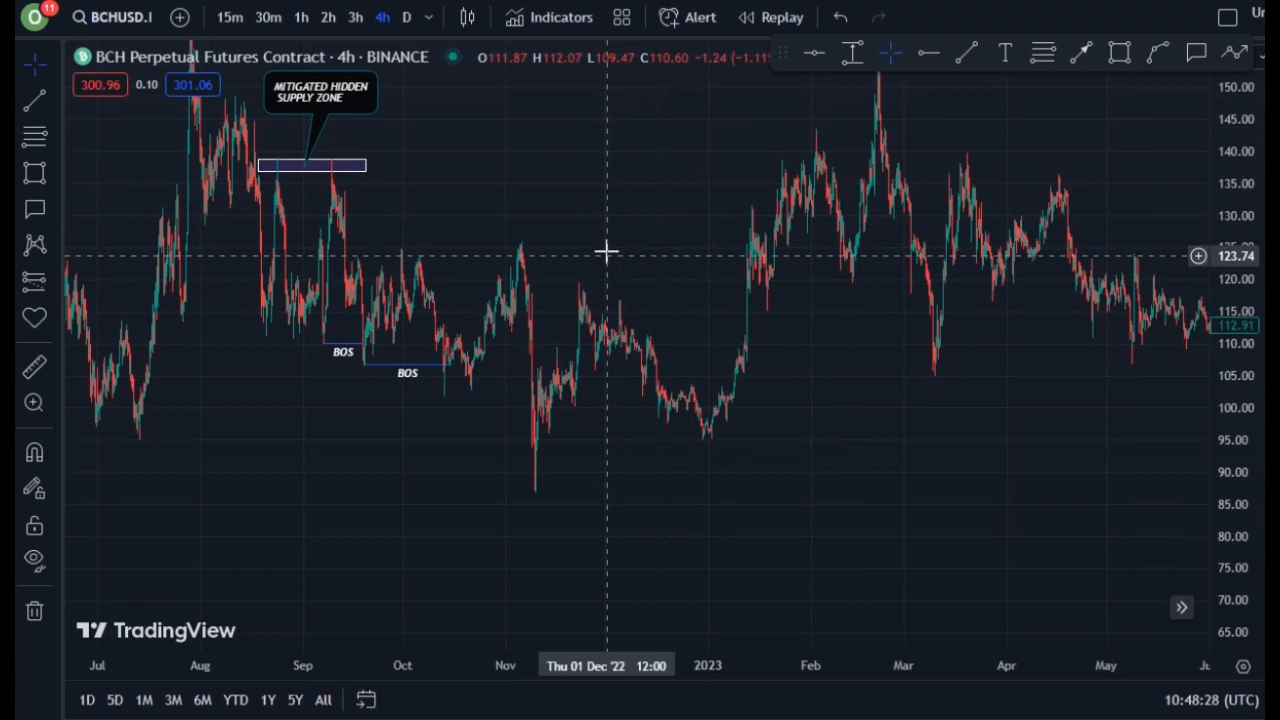 11
BCHUSD.I
15m 30m 1h 2h 3h 4h D
Indicators
Alert
Replay
BCH Perpetual Futures Contract · 4h · BINANCE
O111.87 H112.07 L109.47 C110.60 −1.24
300.96 0.10 301.06
MITIGATED HIDDEN
SUPPLY ZONE
BOS
BOS
150.00
145.00
140.00
135.00
130.00
123.74
120.00
115.00
112.91
110.00
105.00
100.00
95.00
90.00
85.00
80.00
75.00
70.00
65.00
TradingView
Jul Aug Sep Oct Nov Thu 01 Dec '22 12:00 2023 Feb Mar Apr May
1D 5D 1M 3M 6M YTD 1Y 5Y All
10:48:28 (UTC)